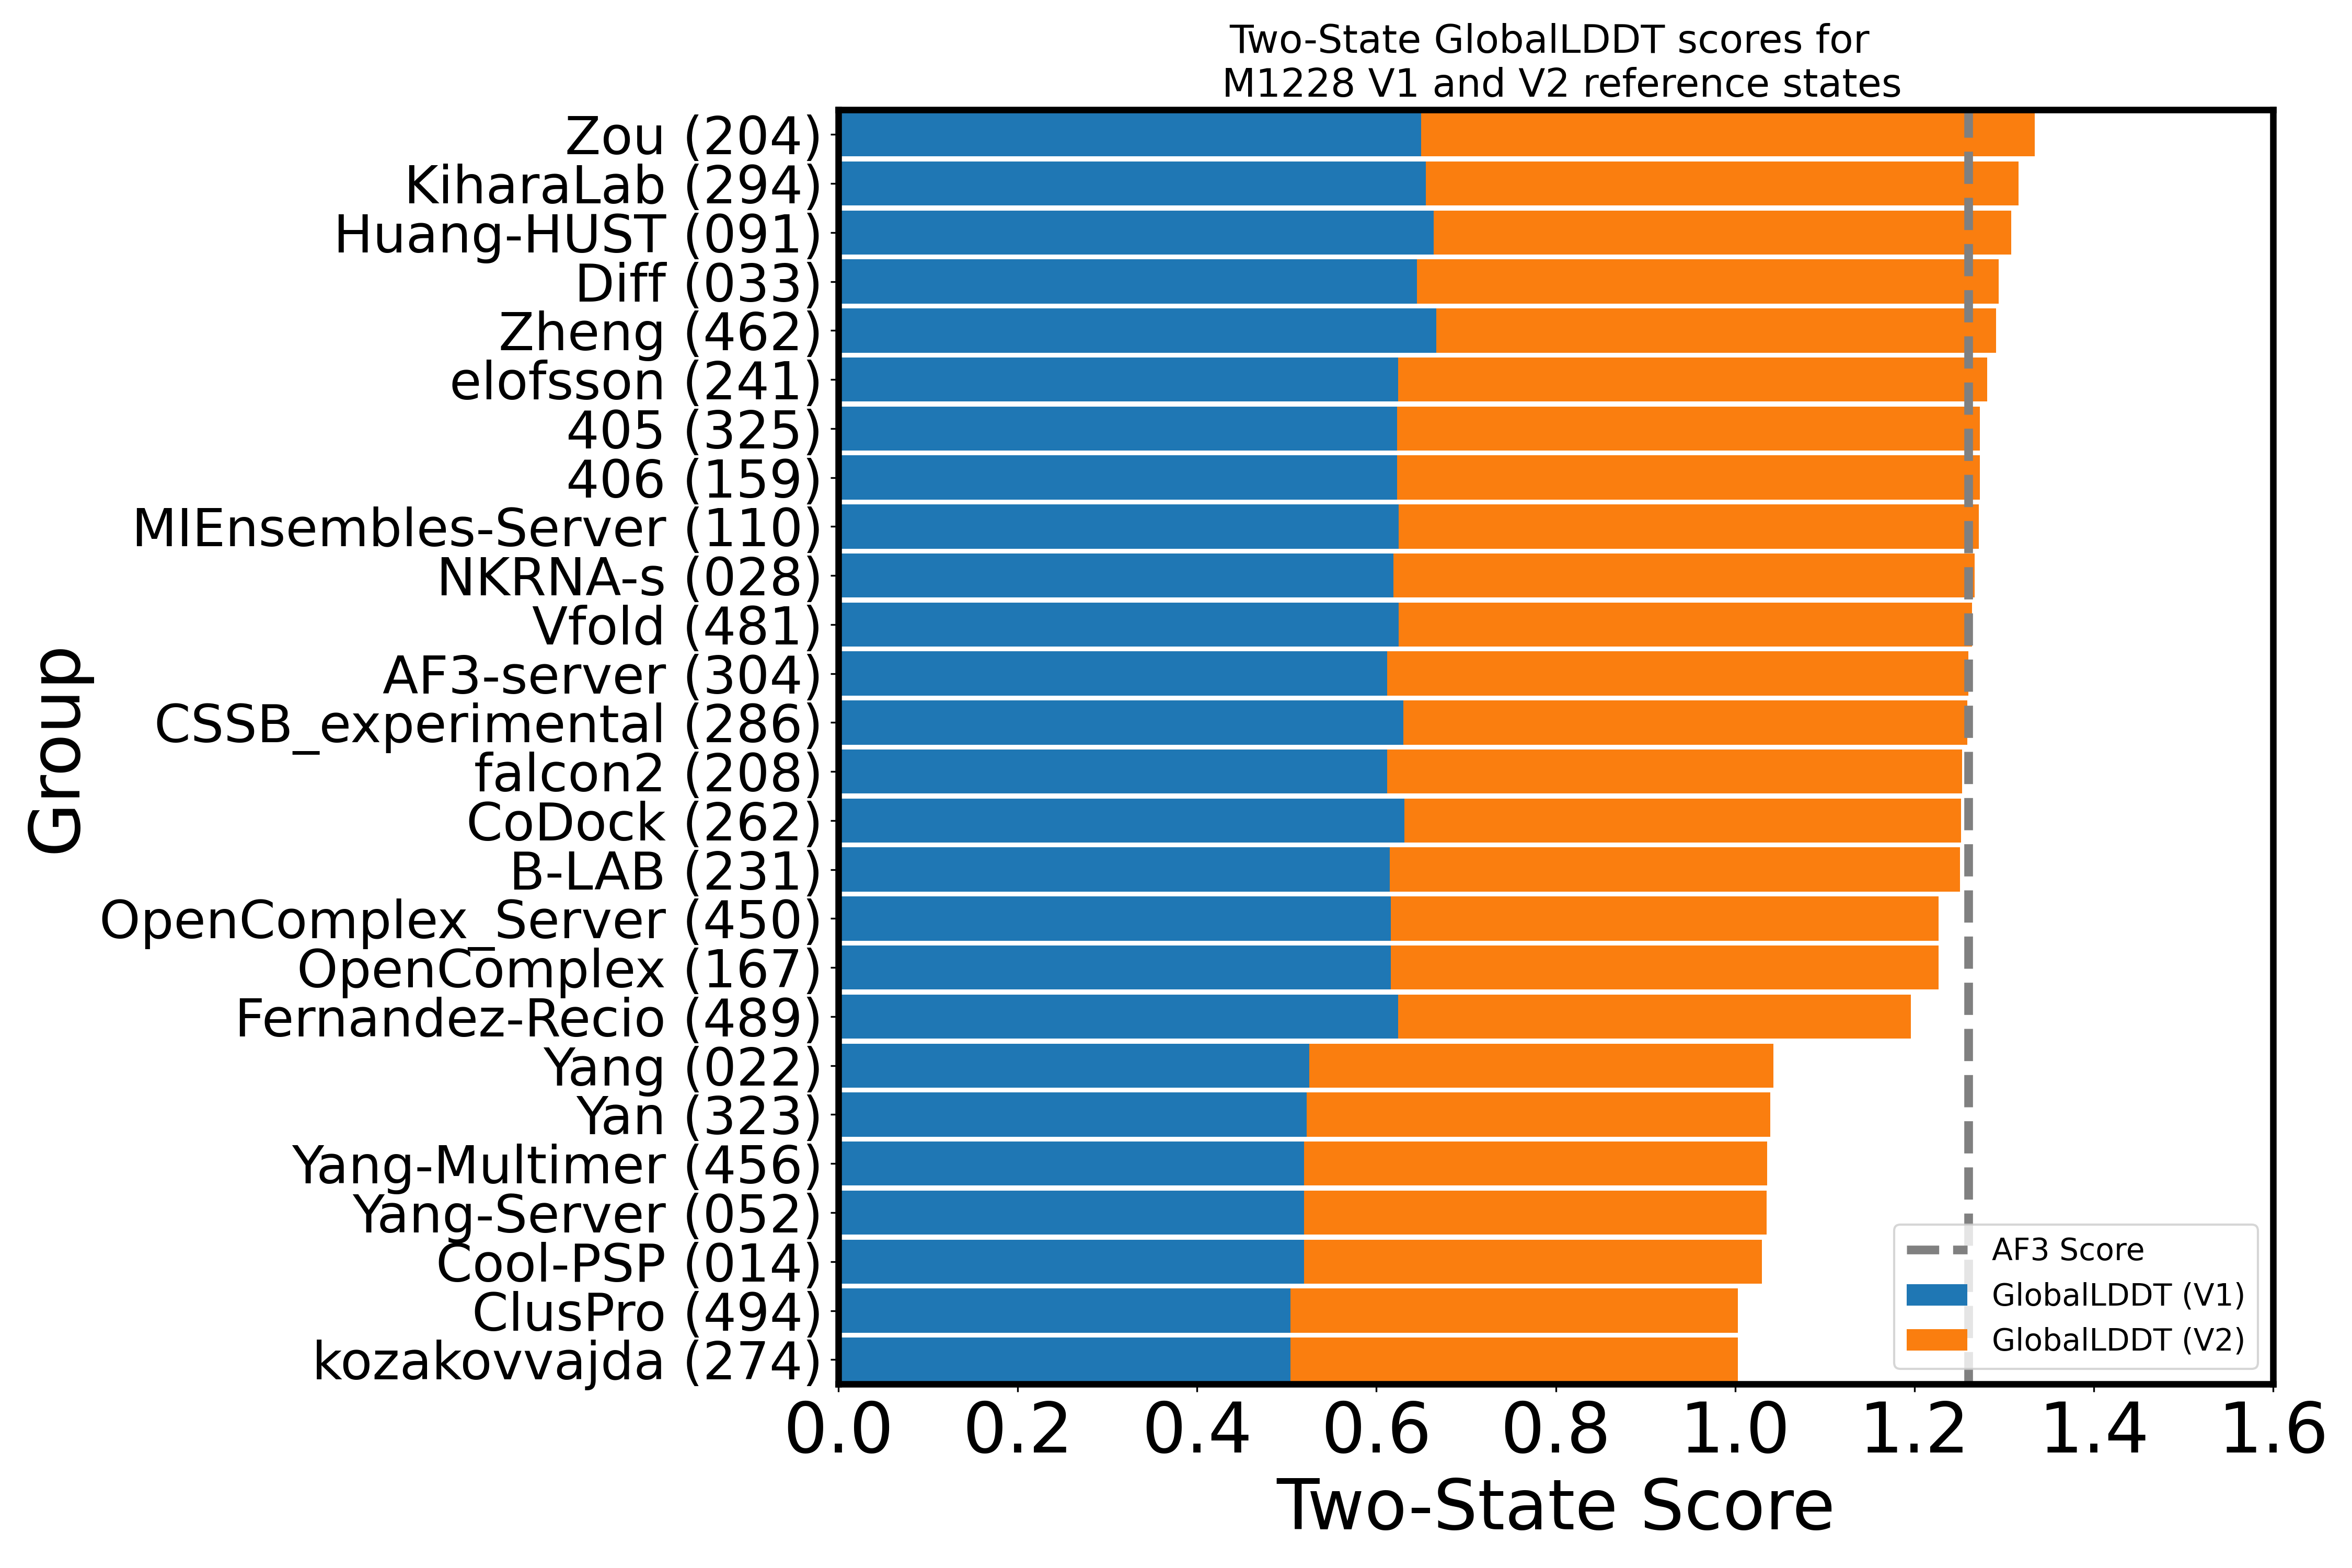 Two-State GlobalLDDT scores for
M1228 V1 and V2 reference states
Group
Zou (204)
KiharaLab (294)
Huang-HUST (091)
Diff (033)
Zheng (462)
elofsson (241)
405 (325)
406 (159)
MIEnsembles-Server (110)
NKRNA-s (028)
Vfold (481)
AF3-server (304)
CSSB_experimental (286)
falcon2 (208)
CoDock (262)
B-LAB (231)
OpenComplex_Server (450)
OpenComplex (167)
Fernandez-Recio (489)
Yang (022)
Yan (323)
Yang-Multimer (456)
Yang-Server (052)
Cool-PSP (014)
ClusPro (494)
kozakovvajda (274)
AF3 Score
GlobalLDDT (V1)
GlobalLDDT (V2)
0.0 0.2 0.4 0.6 0.8 1.0 1.2 1.4 1.6
Two-State Score